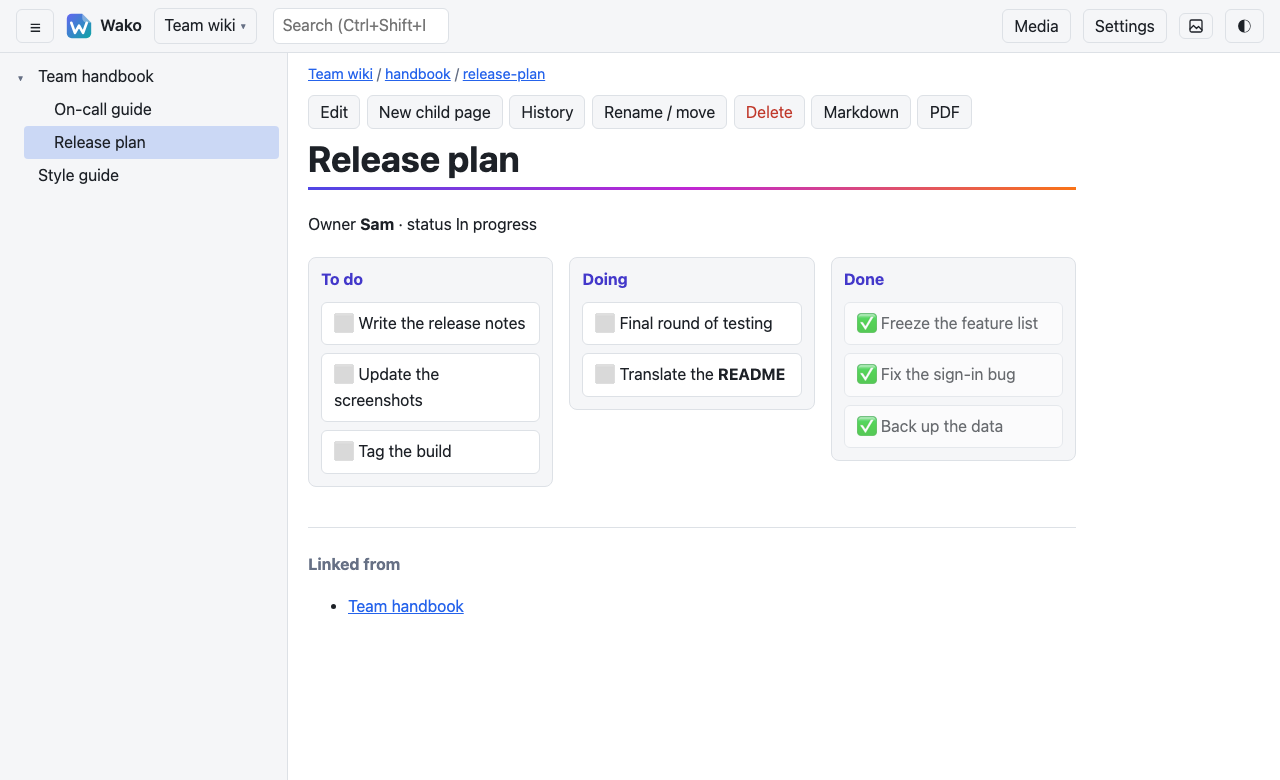 ≡ Wako Team wiki ▾ Search (Ctrl+Shift+ Media Settings
▾ Team handbook
On-call guide
Release plan
Style guide
Team wiki / handbook / release-plan
Edit New child page History Rename / move Delete Markdown PDF
Release plan
Owner Sam · status In progress
To do
Write the release notes
Update the
screenshots
Tag the build
Doing
Final round of testing
Translate the README
Done
✅ Freeze the feature list
✅ Fix the sign-in bug
✅ Back up the data
Linked from
• Team handbook